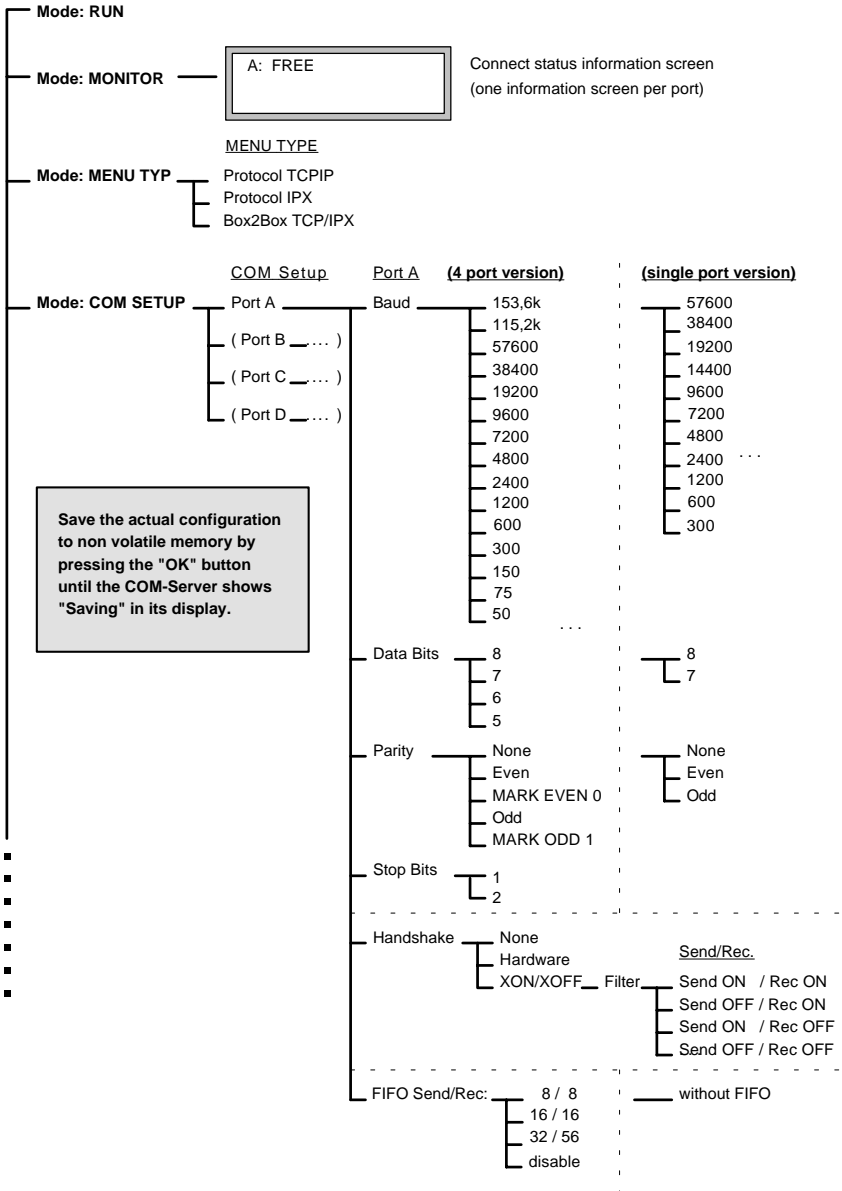 Mode: RUN
Mode: MONITOR
A: FREE
Connect status information screen
(one information screen per port)
MENU TYPE
Mode: MENU TYP
Protocol TCPIP
Protocol IPX
Box2Box TCP/IPX
COM Setup Port A (4 port version) (single port version)
Mode: COM SETUP Port A Baud 153,6k 57600
115,2k 38400
( Port B .... ) 57600 19200
38400 14400
( Port C .... ) 19200 9600
9600 7200
( Port D .... ) 7200 4800
4800 2400 ...
2400 1200
1200 600
600 300
300
150
75
50
...
Save the actual configuration
to non volatile memory by
pressing the "OK" button
until the COM-Server shows
"Saving" in its display.
Data Bits 8 8
7 7
6
5
Parity None None
Even Even
MARK EVEN 0 Odd
Odd
MARK ODD 1
Stop Bits 1
2
Handshake None
Hardware Send/Rec.
XON/XOFF Filter Send ON / Rec ON
Send OFF / Rec ON
Send ON / Rec OFF
Send OFF / Rec OFF
FIFO Send/Rec: 8 / 8 without FIFO
16 / 16
32 / 56
disable